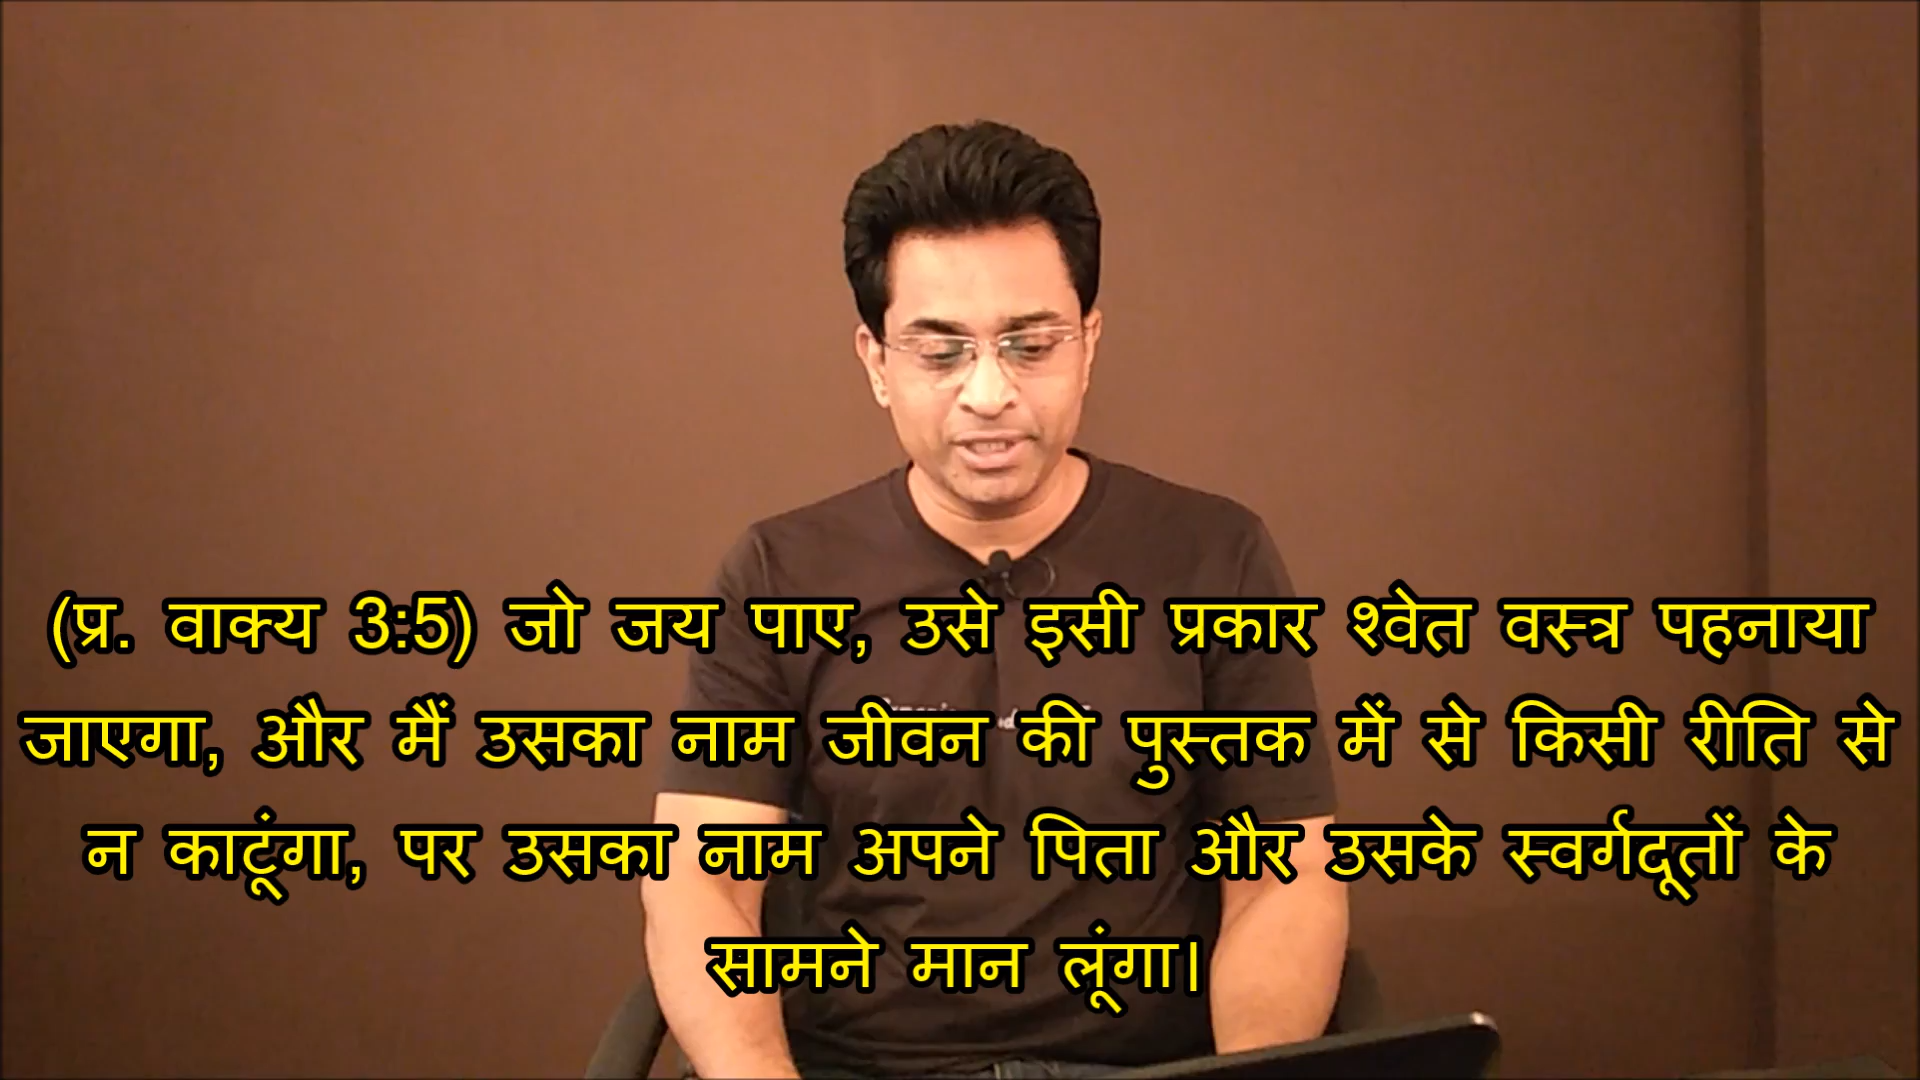 (प्र. वाक्य 3:5) जो जय पाए, उसे इसी प्रकार श्वेत वस्त्र पहनाया
जाएगा, और मैं उसका नाम जीवन की पुस्तक में से किसी रीति से
न काटूंगा, पर उसका नाम अपने पिता और उसके स्वर्गदूतों के
सामने मान लूंगा।